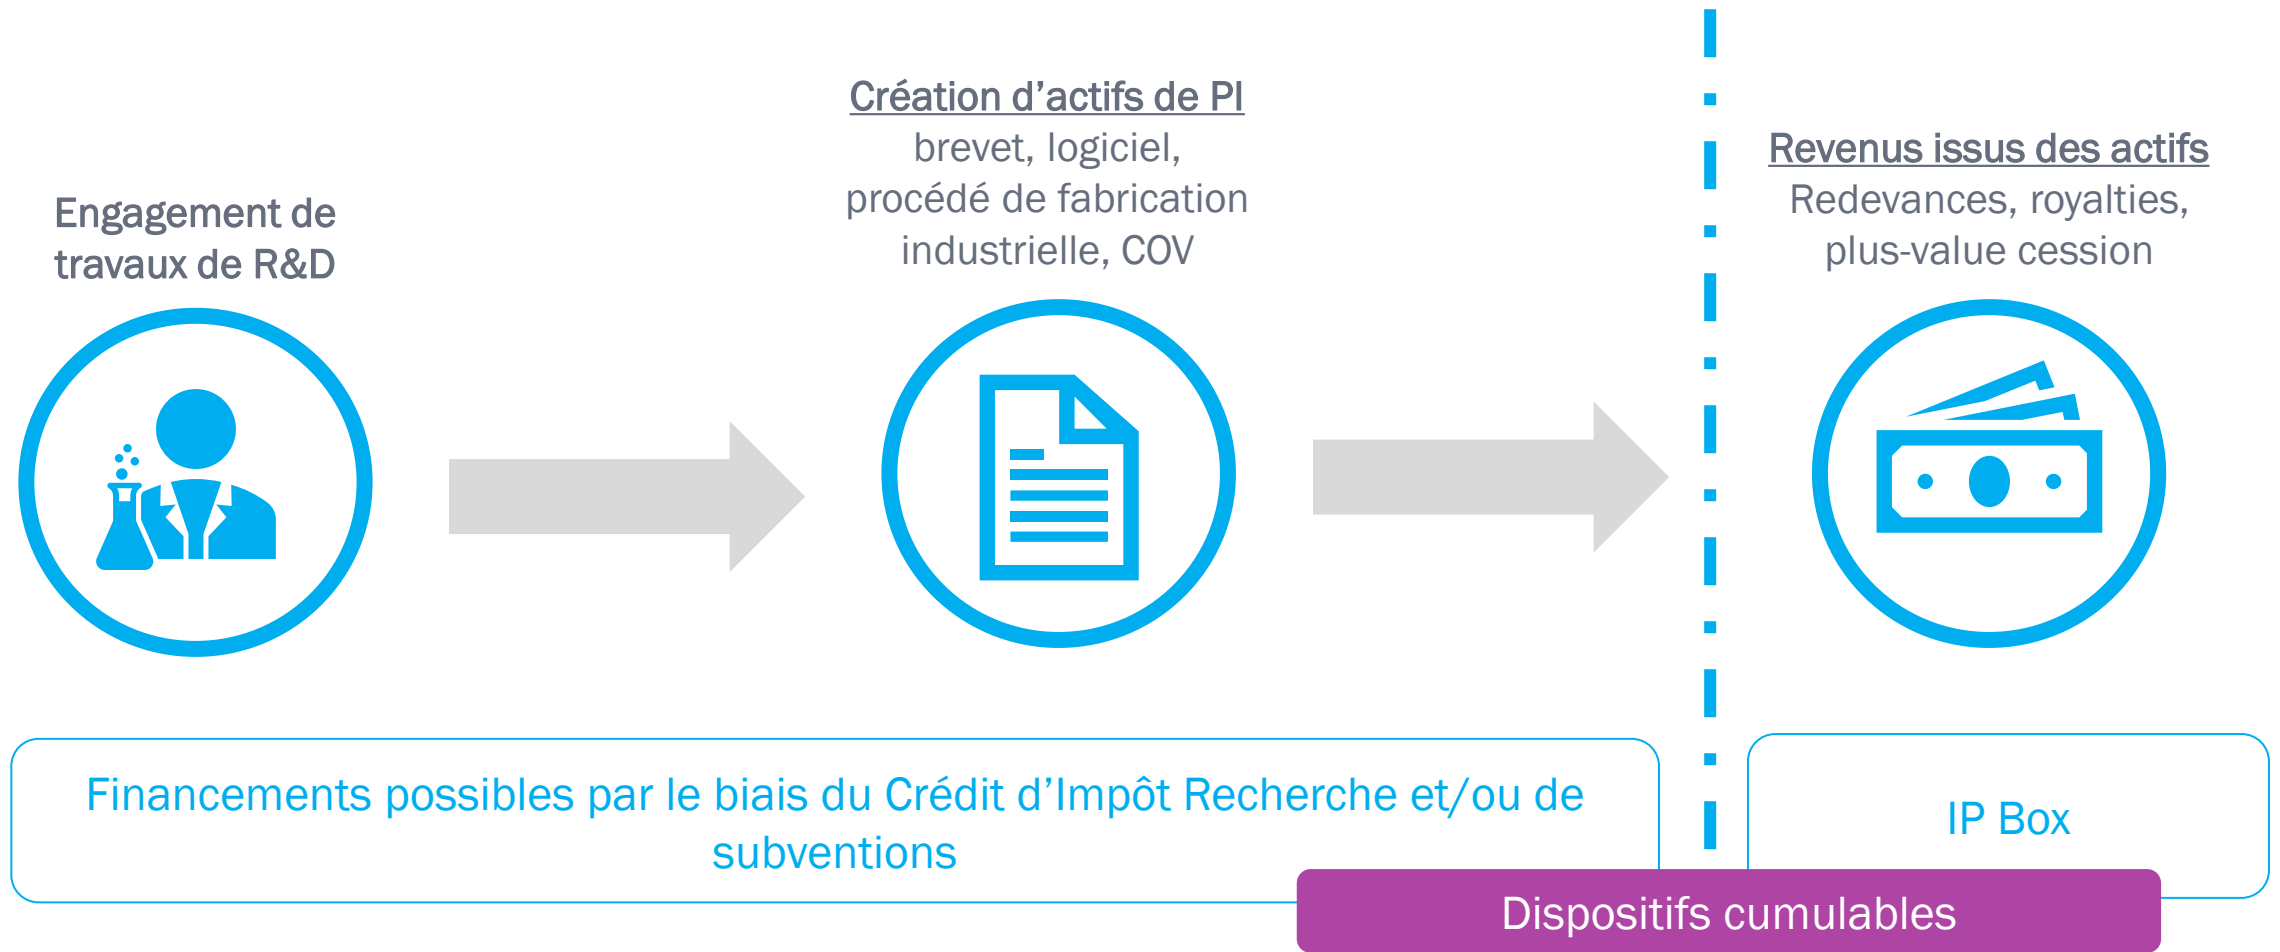 Engagement de
travaux de R&D
Création d’actifs de PI
brevet, logiciel,
procédé de fabrication
industrielle, COV
Revenus issus des actifs
Redevances, royalties,
plus-value cession
Financements possibles par le biais du Crédit d’Impôt Recherche et/ou de
subventions
IP Box
Dispositifs cumulables